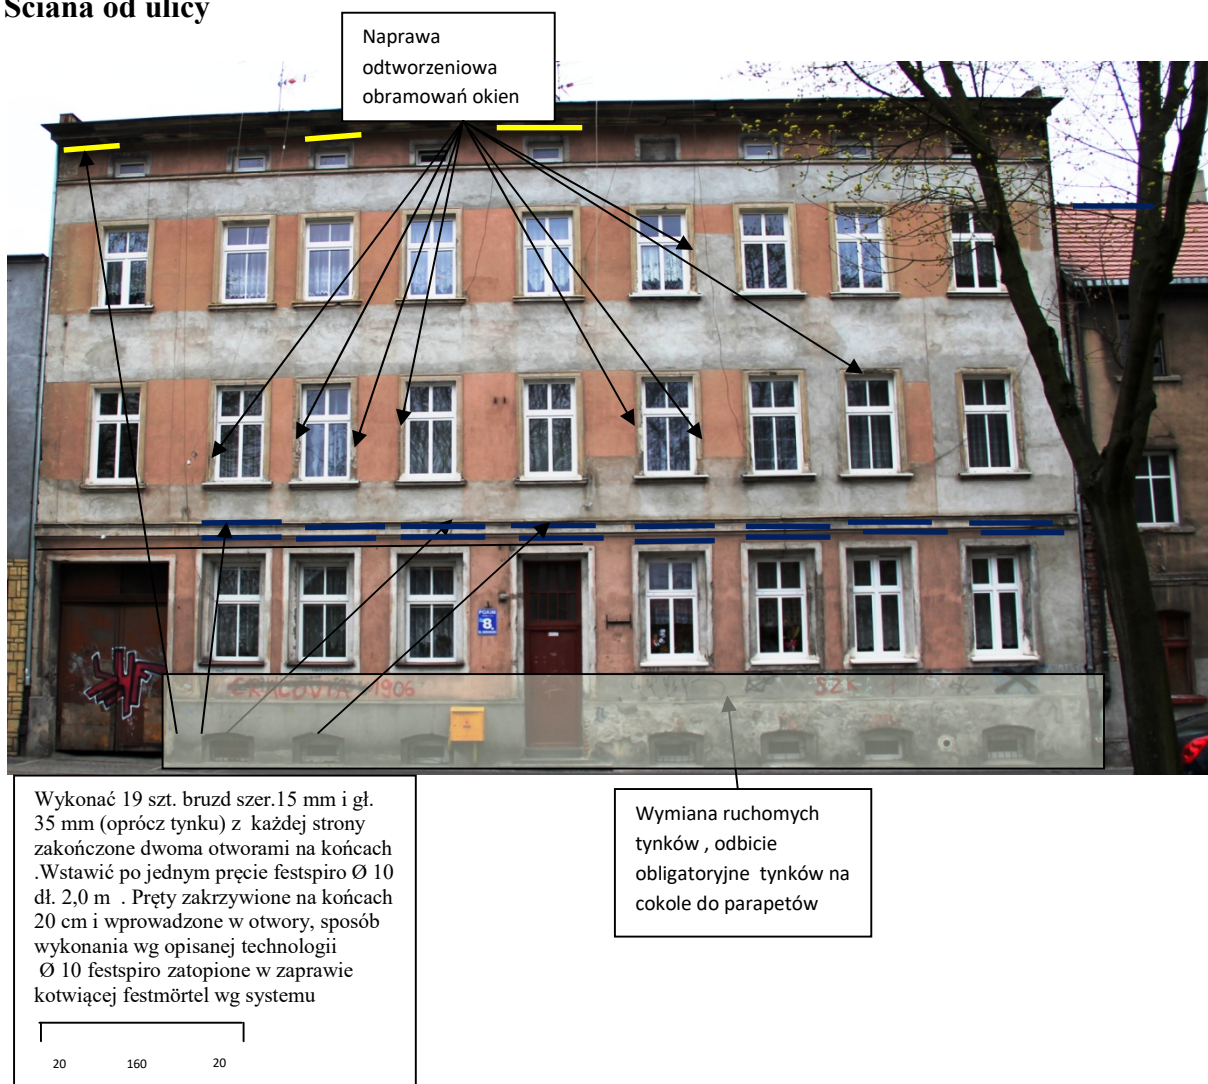 Ściana od ulicy
Naprawa
odtworzeniowa
obramowań okien
8
CRACOVIA 1906
SZK
Wykonać 19 szt. bruzd szer.15 mm i gł.
35 mm (oprócz tynku) z każdej strony
zakończone dwoma otworami na końcach
.Wstawić po jednym pręcie festspiro Ø 10
dł. 2,0 m . Pręty zakrzywione na końcach
20 cm i wprowadzone w otwory, sposób
wykonania wg opisanej technologii
Ø 10 festspiro zatopione w zaprawie
kotwiącej festmörtel wg systemu
20 160 20
Wymiana ruchomych
tynków , odbicie
obligatoryjne tynków na
cokole do parapetów